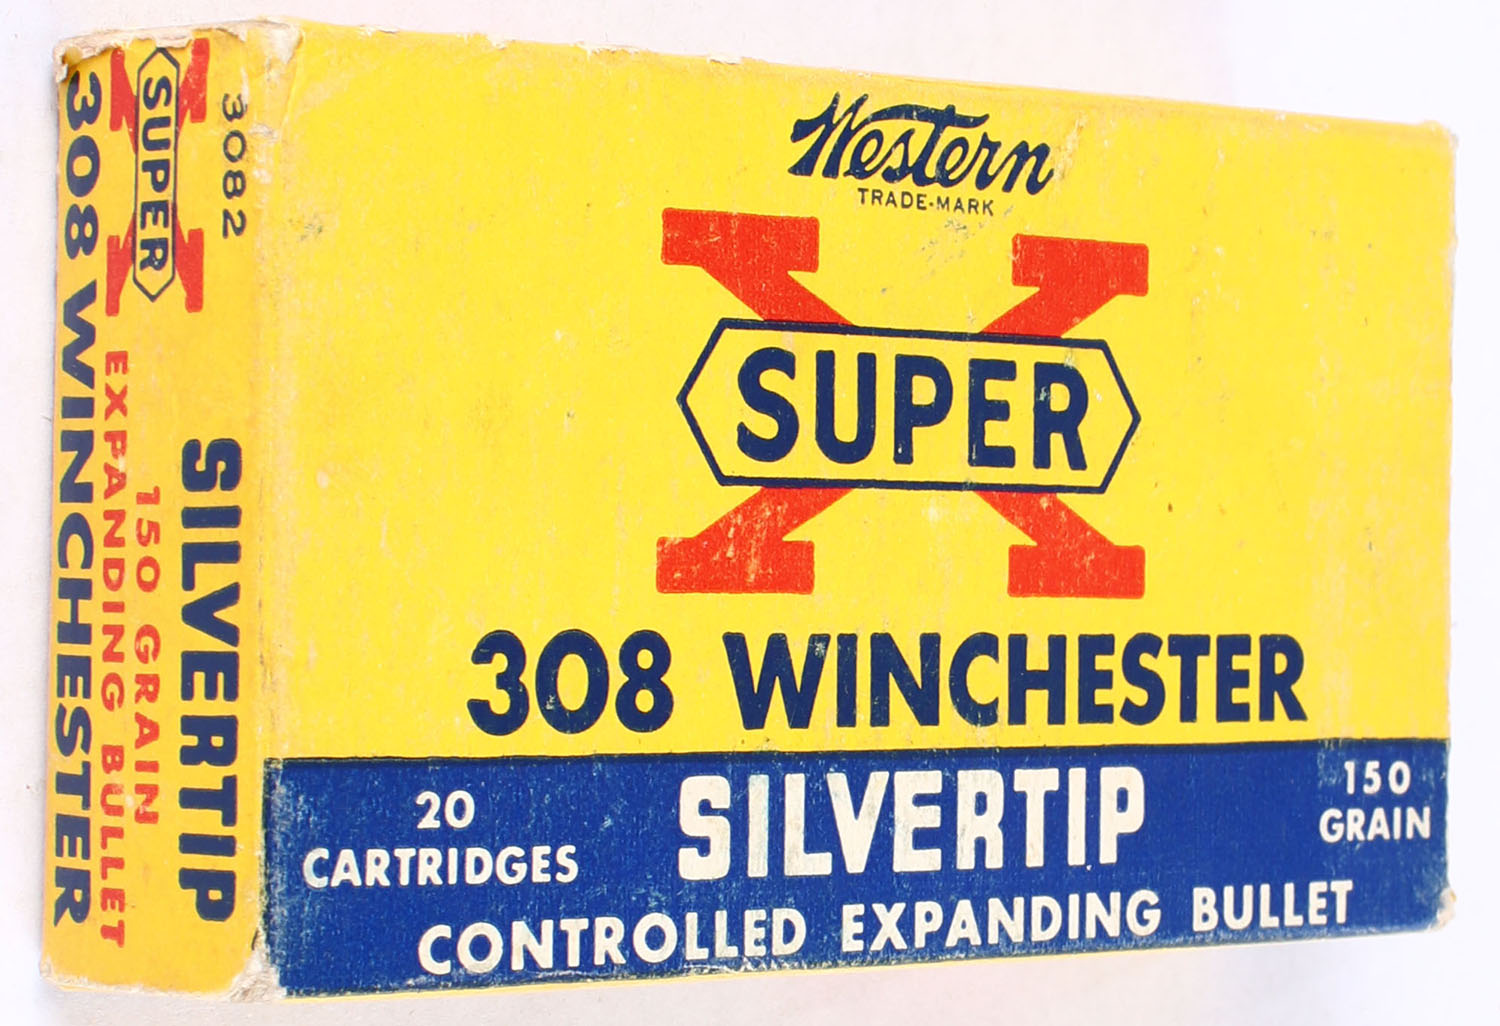 Western
TRADE-MARK
X
SUPER
308 WINCHESTER
20
CARTRIDGES
SILVERTIP
150
GRAIN
CONTROLLED EXPANDING BULLET
3082
X
SUPER
308 WINCHESTER
EXPANDING BULLET
150 GRAIN
SILVERTIP